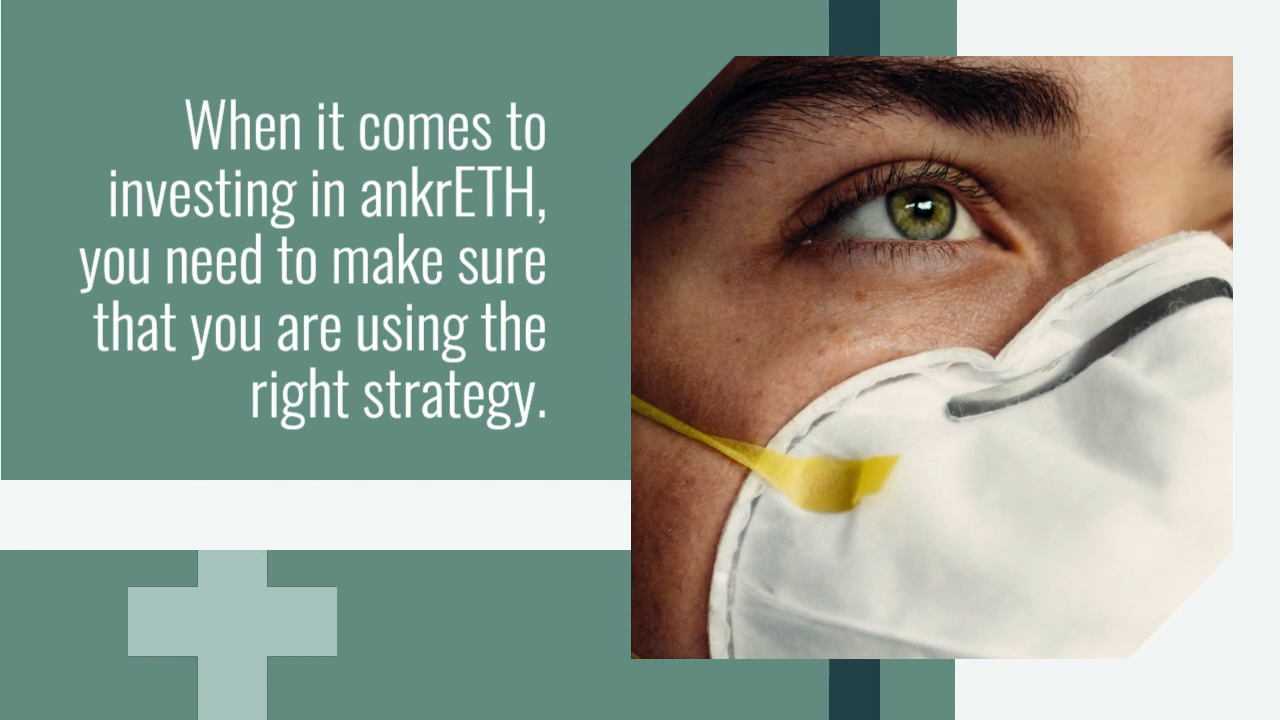 When it comes to
investing in ankrETH,
you need to make sure
that you are using the
right strategy.